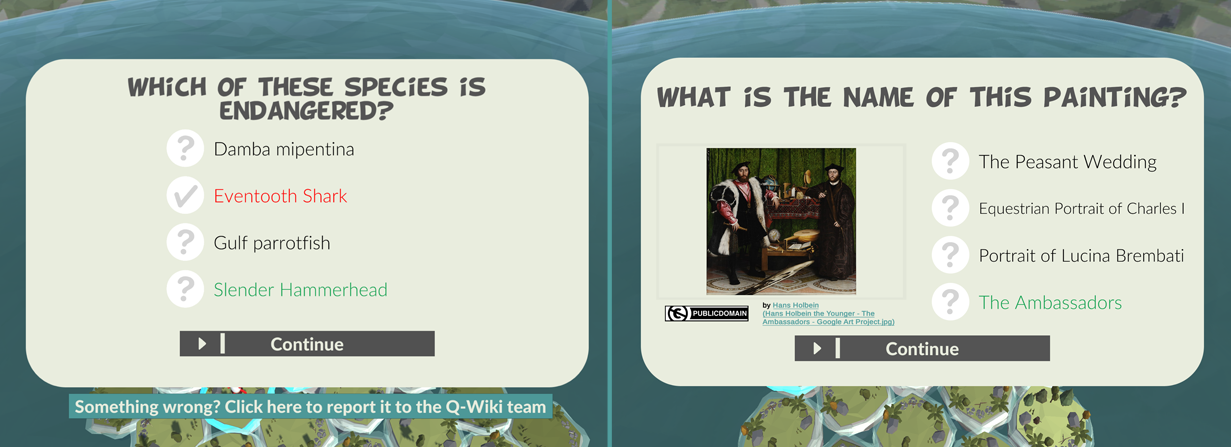 WHICH OF THESE SPECIES IS
ENDANGERED?
Damba mipentina
Eventooth Shark
Gulf parrotfish
Slender Hammerhead
Continue
Something wrong? Click here to report it to the Q-Wiki team
WHAT IS THE NAME OF THIS PAINTING?
PUBLICDOMAIN
by Hans Holbein
(Hans Holbein the Younger - The
Ambassadors - Google Art Project.jpg)
The Peasant Wedding
Equestrian Portrait of Charles I
Portrait of Lucina Brembati
The Ambassadors
Continue